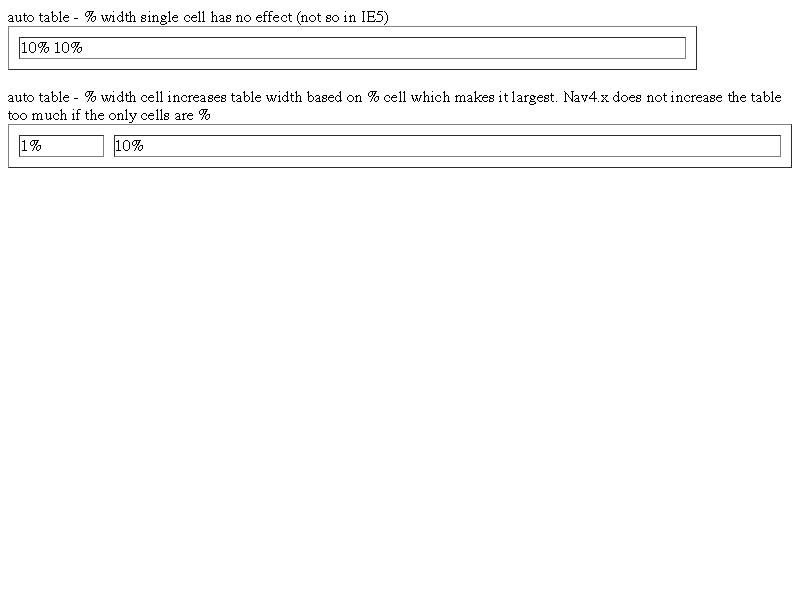 auto table - % width single cell has no effect (not so in IE5)
10% 10%
auto table - % width cell increases table width based on % cell which makes it largest. Nav4.x does not increase the table
too much if the only cells are %
1% 10%